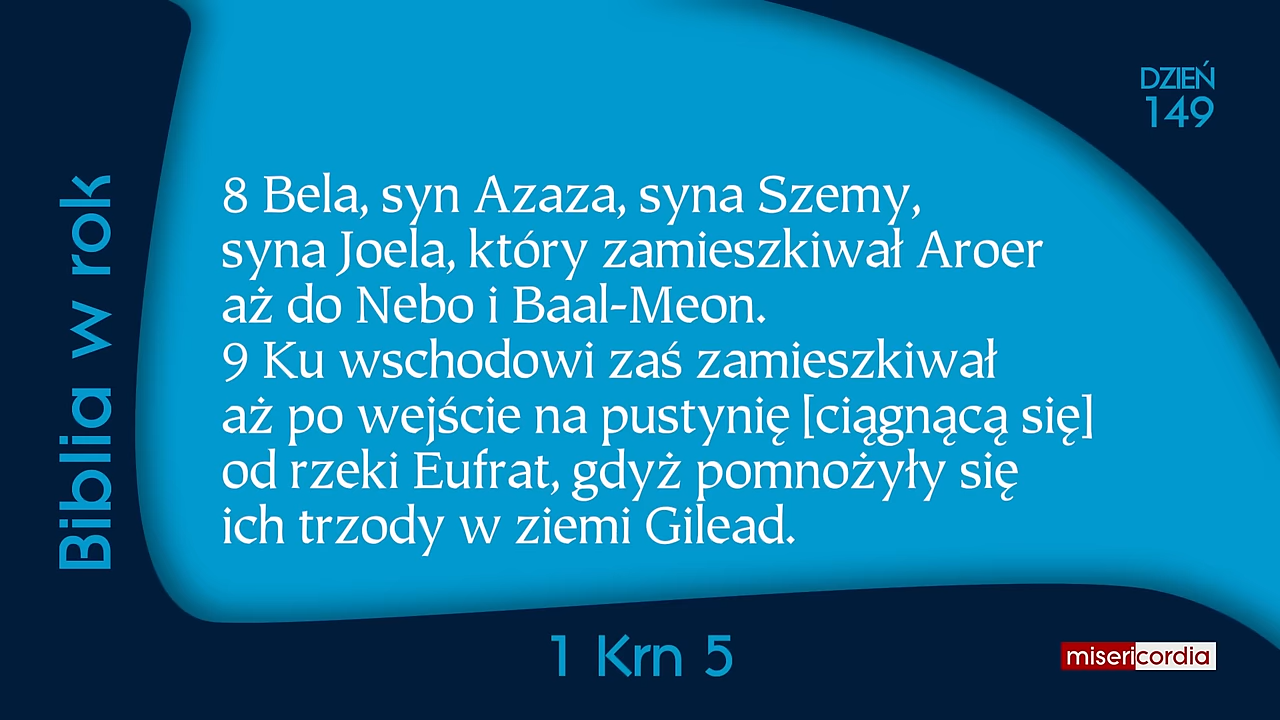 DZIEŃ
149
Biblia w rok
8 Bela, syn Azaza, syna Szemy,
syna Joela, który zamieszkiwał Aroer
aż do Nebo i Baal-Meon.
9 Ku wschodowi zaś zamieszkiwał
aż po wejście na pustynię [ciągnącą się]
od rzeki Eufrat, gdyż pomnożyły się
ich trzody w ziemi Gilead.
1 Krn 5
misericordia